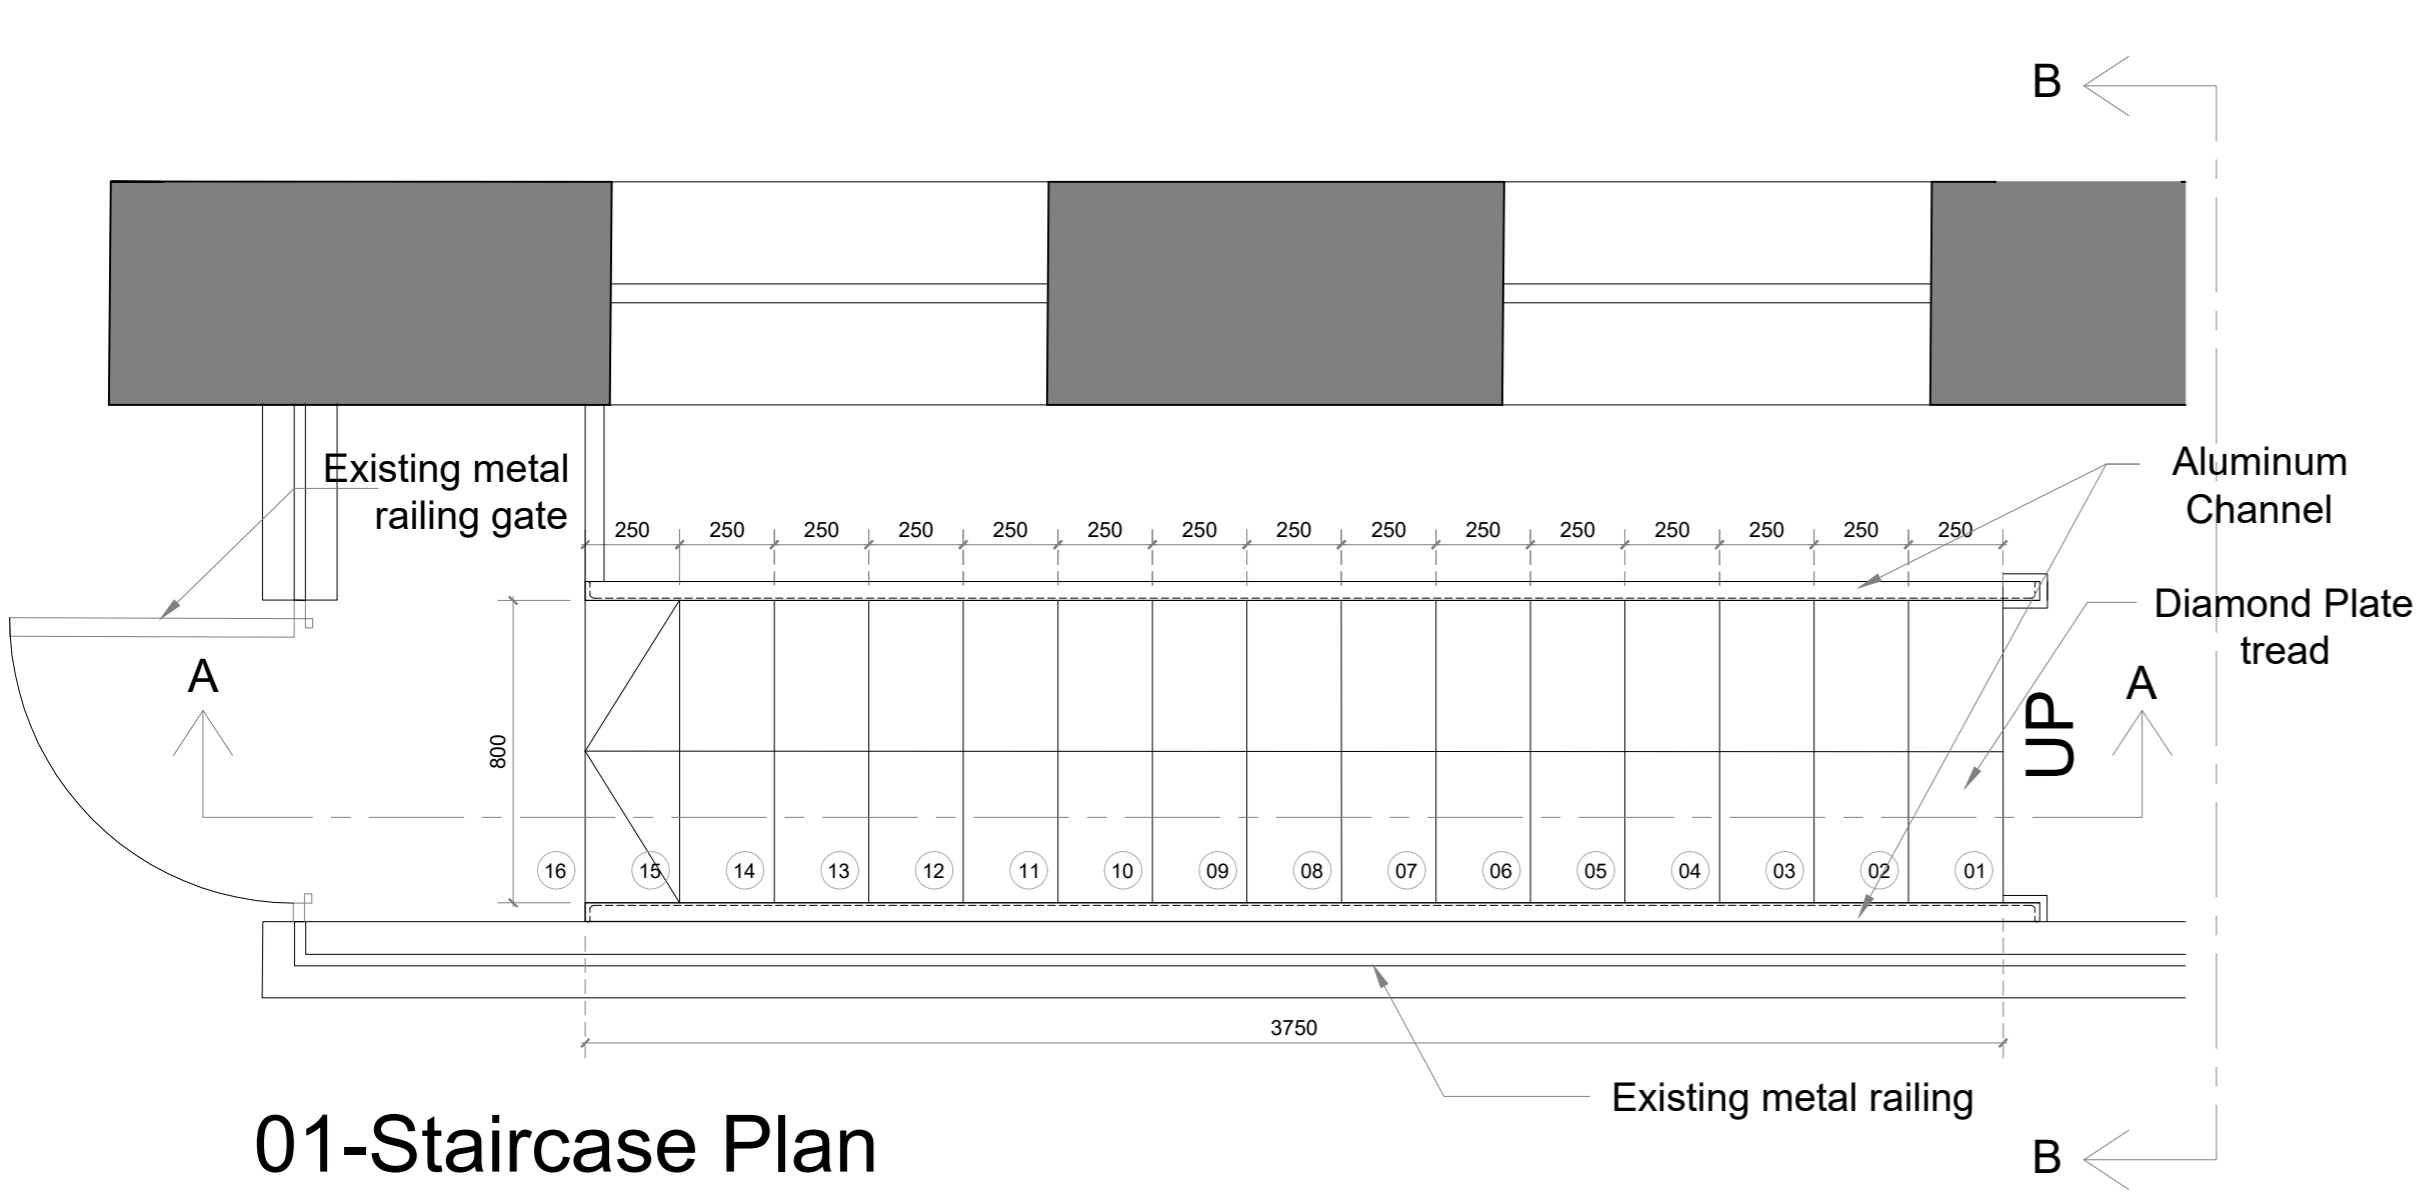 B
Existing metal
railing gate
Aluminum
Channel
250 250 250 250 250 250 250 250 250 250 250 250 250 250 250
Diamond Plate
tread
A
A
UP
800
16 15 14 13 12 11 10 09 08 07 06 05 04 03 02 01
3750
Existing metal railing
01-Staircase Plan
B